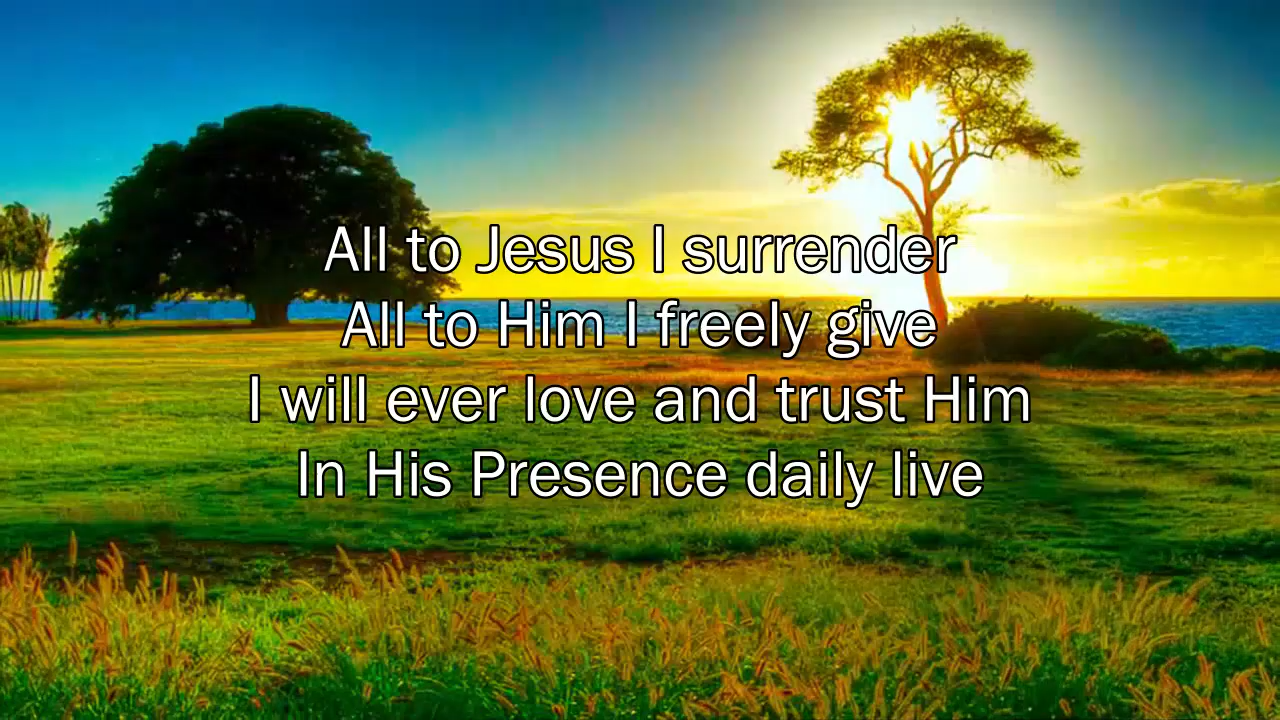 All to Jesus I surrender
All to Him I freely give
I will ever love and trust Him
In His Presence daily live